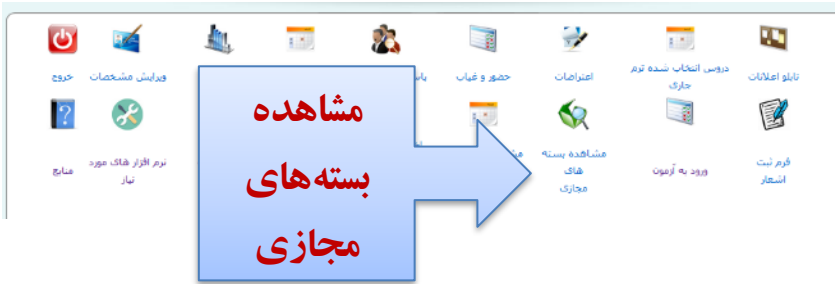 تابلو اعلانات
دروس انتخاب شده ترم
جاری
اعتراضات
حضور و غیاب
ویرایش مشخصات
خروج
فرم ثبت
اشعار
ورود به آزمون
مشاهده بسته
های
مجازی
نرم افزار های مورد
نیاز
منابع
مشاهده
بسته‌های
مجازی